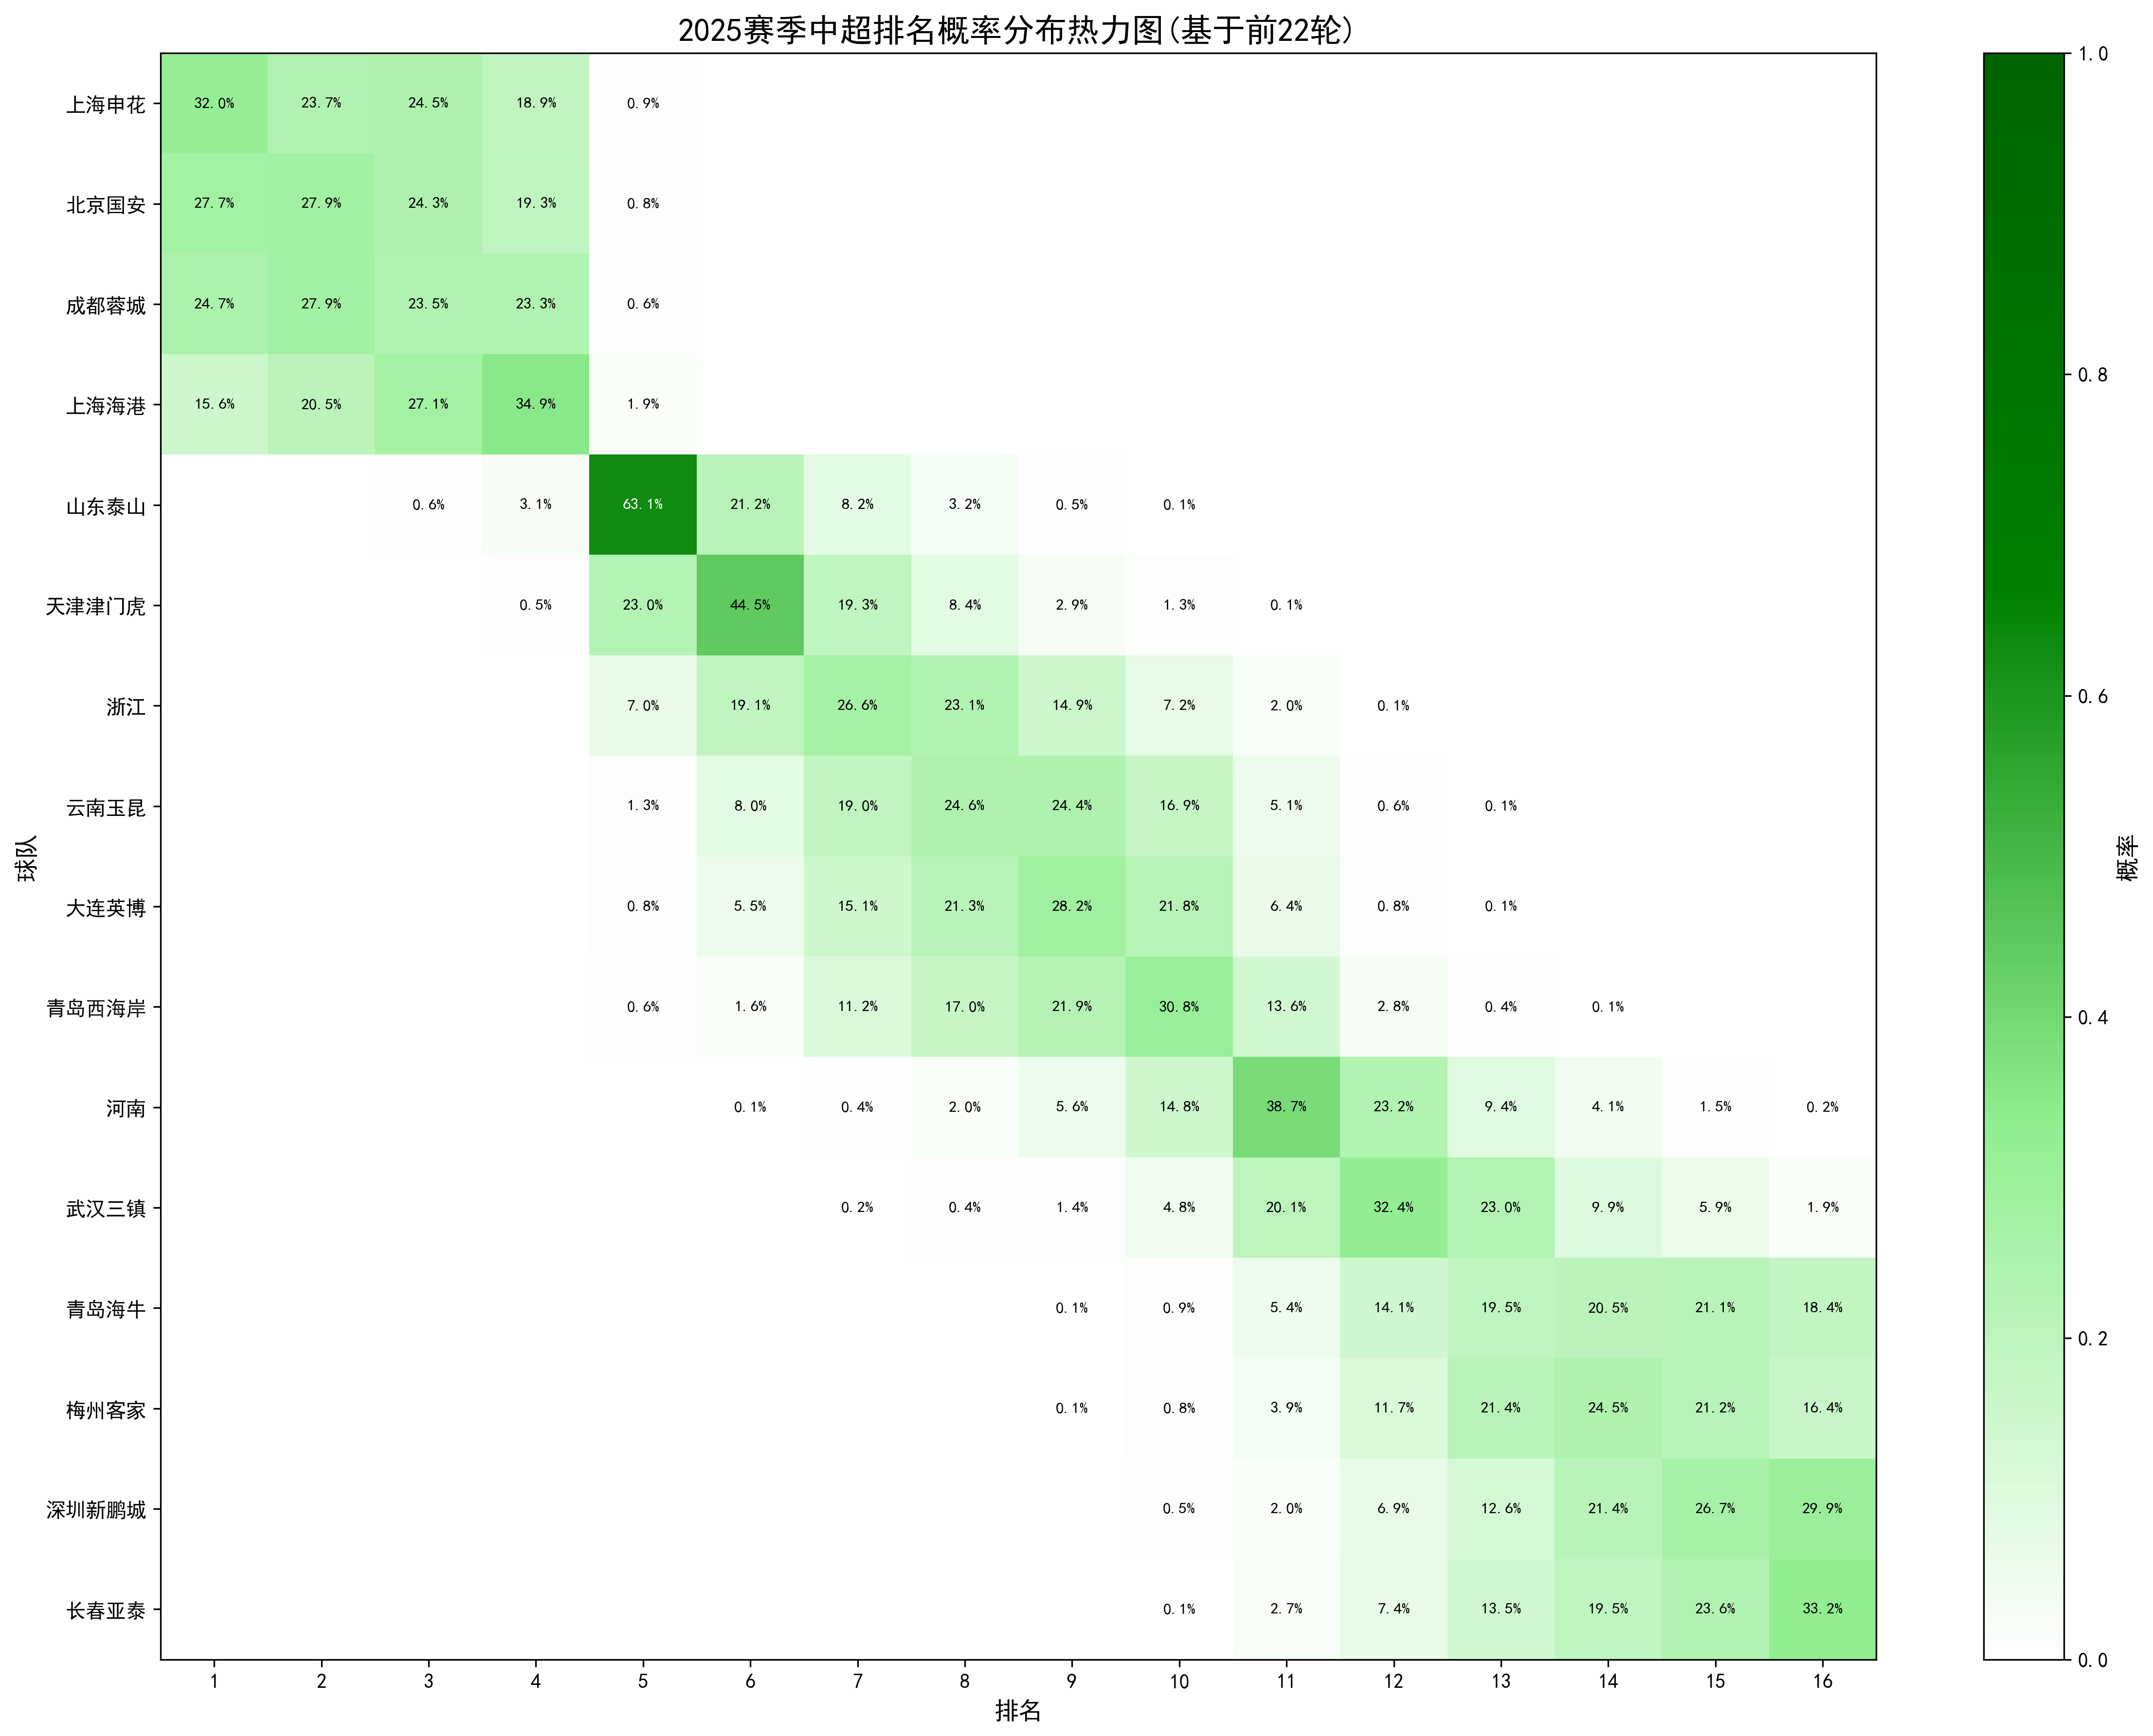 2025赛季中超排名概率分布热力图(基于前22轮)
上海申花 32.0% 23.7% 24.5% 18.9% 0.9%
北京国安 27.7% 27.9% 24.3% 19.3% 0.8%
成都蓉城 24.7% 27.9% 23.5% 23.3% 0.6%
上海海港 15.6% 20.5% 27.1% 34.9% 1.9%
山东泰山 0.6% 3.1% 63.1% 21.2% 8.2% 3.2% 0.5% 0.1%
天津津门虎 0.5% 23.0% 44.5% 19.3% 8.4% 2.9% 1.3% 0.1%
浙江 7.0% 19.1% 26.6% 23.1% 14.9% 7.2% 2.0% 0.1%
云南玉昆 1.3% 8.0% 19.0% 24.6% 24.4% 16.9% 5.1% 0.6% 0.1%
大连英博 0.8% 5.5% 15.1% 21.3% 28.2% 21.8% 6.4% 0.8% 0.1%
青岛西海岸 0.6% 1.6% 11.2% 17.0% 21.9% 30.8% 13.6% 2.8% 0.4% 0.1%
河南 0.1% 0.4% 2.0% 5.6% 14.8% 38.7% 23.2% 9.4% 4.1% 1.5% 0.2%
武汉三镇 0.2% 0.4% 1.4% 4.8% 20.1% 32.4% 23.0% 9.9% 5.9% 1.9%
青岛海牛 0.1% 0.9% 5.4% 14.1% 19.5% 20.5% 21.1% 18.4%
梅州客家 0.1% 0.8% 3.9% 11.7% 21.4% 24.5% 21.2% 16.4%
深圳新鹏城 0.5% 2.0% 6.9% 12.6% 21.4% 26.7% 29.9%
长春亚泰 0.1% 2.7% 7.4% 13.5% 19.5% 23.6% 33.2%
1 2 3 4 5 6 7 8 9 10 11 12 13 14 15 16
排名
球队
1.0
0.8
0.6
0.4
0.2
0.0
概率